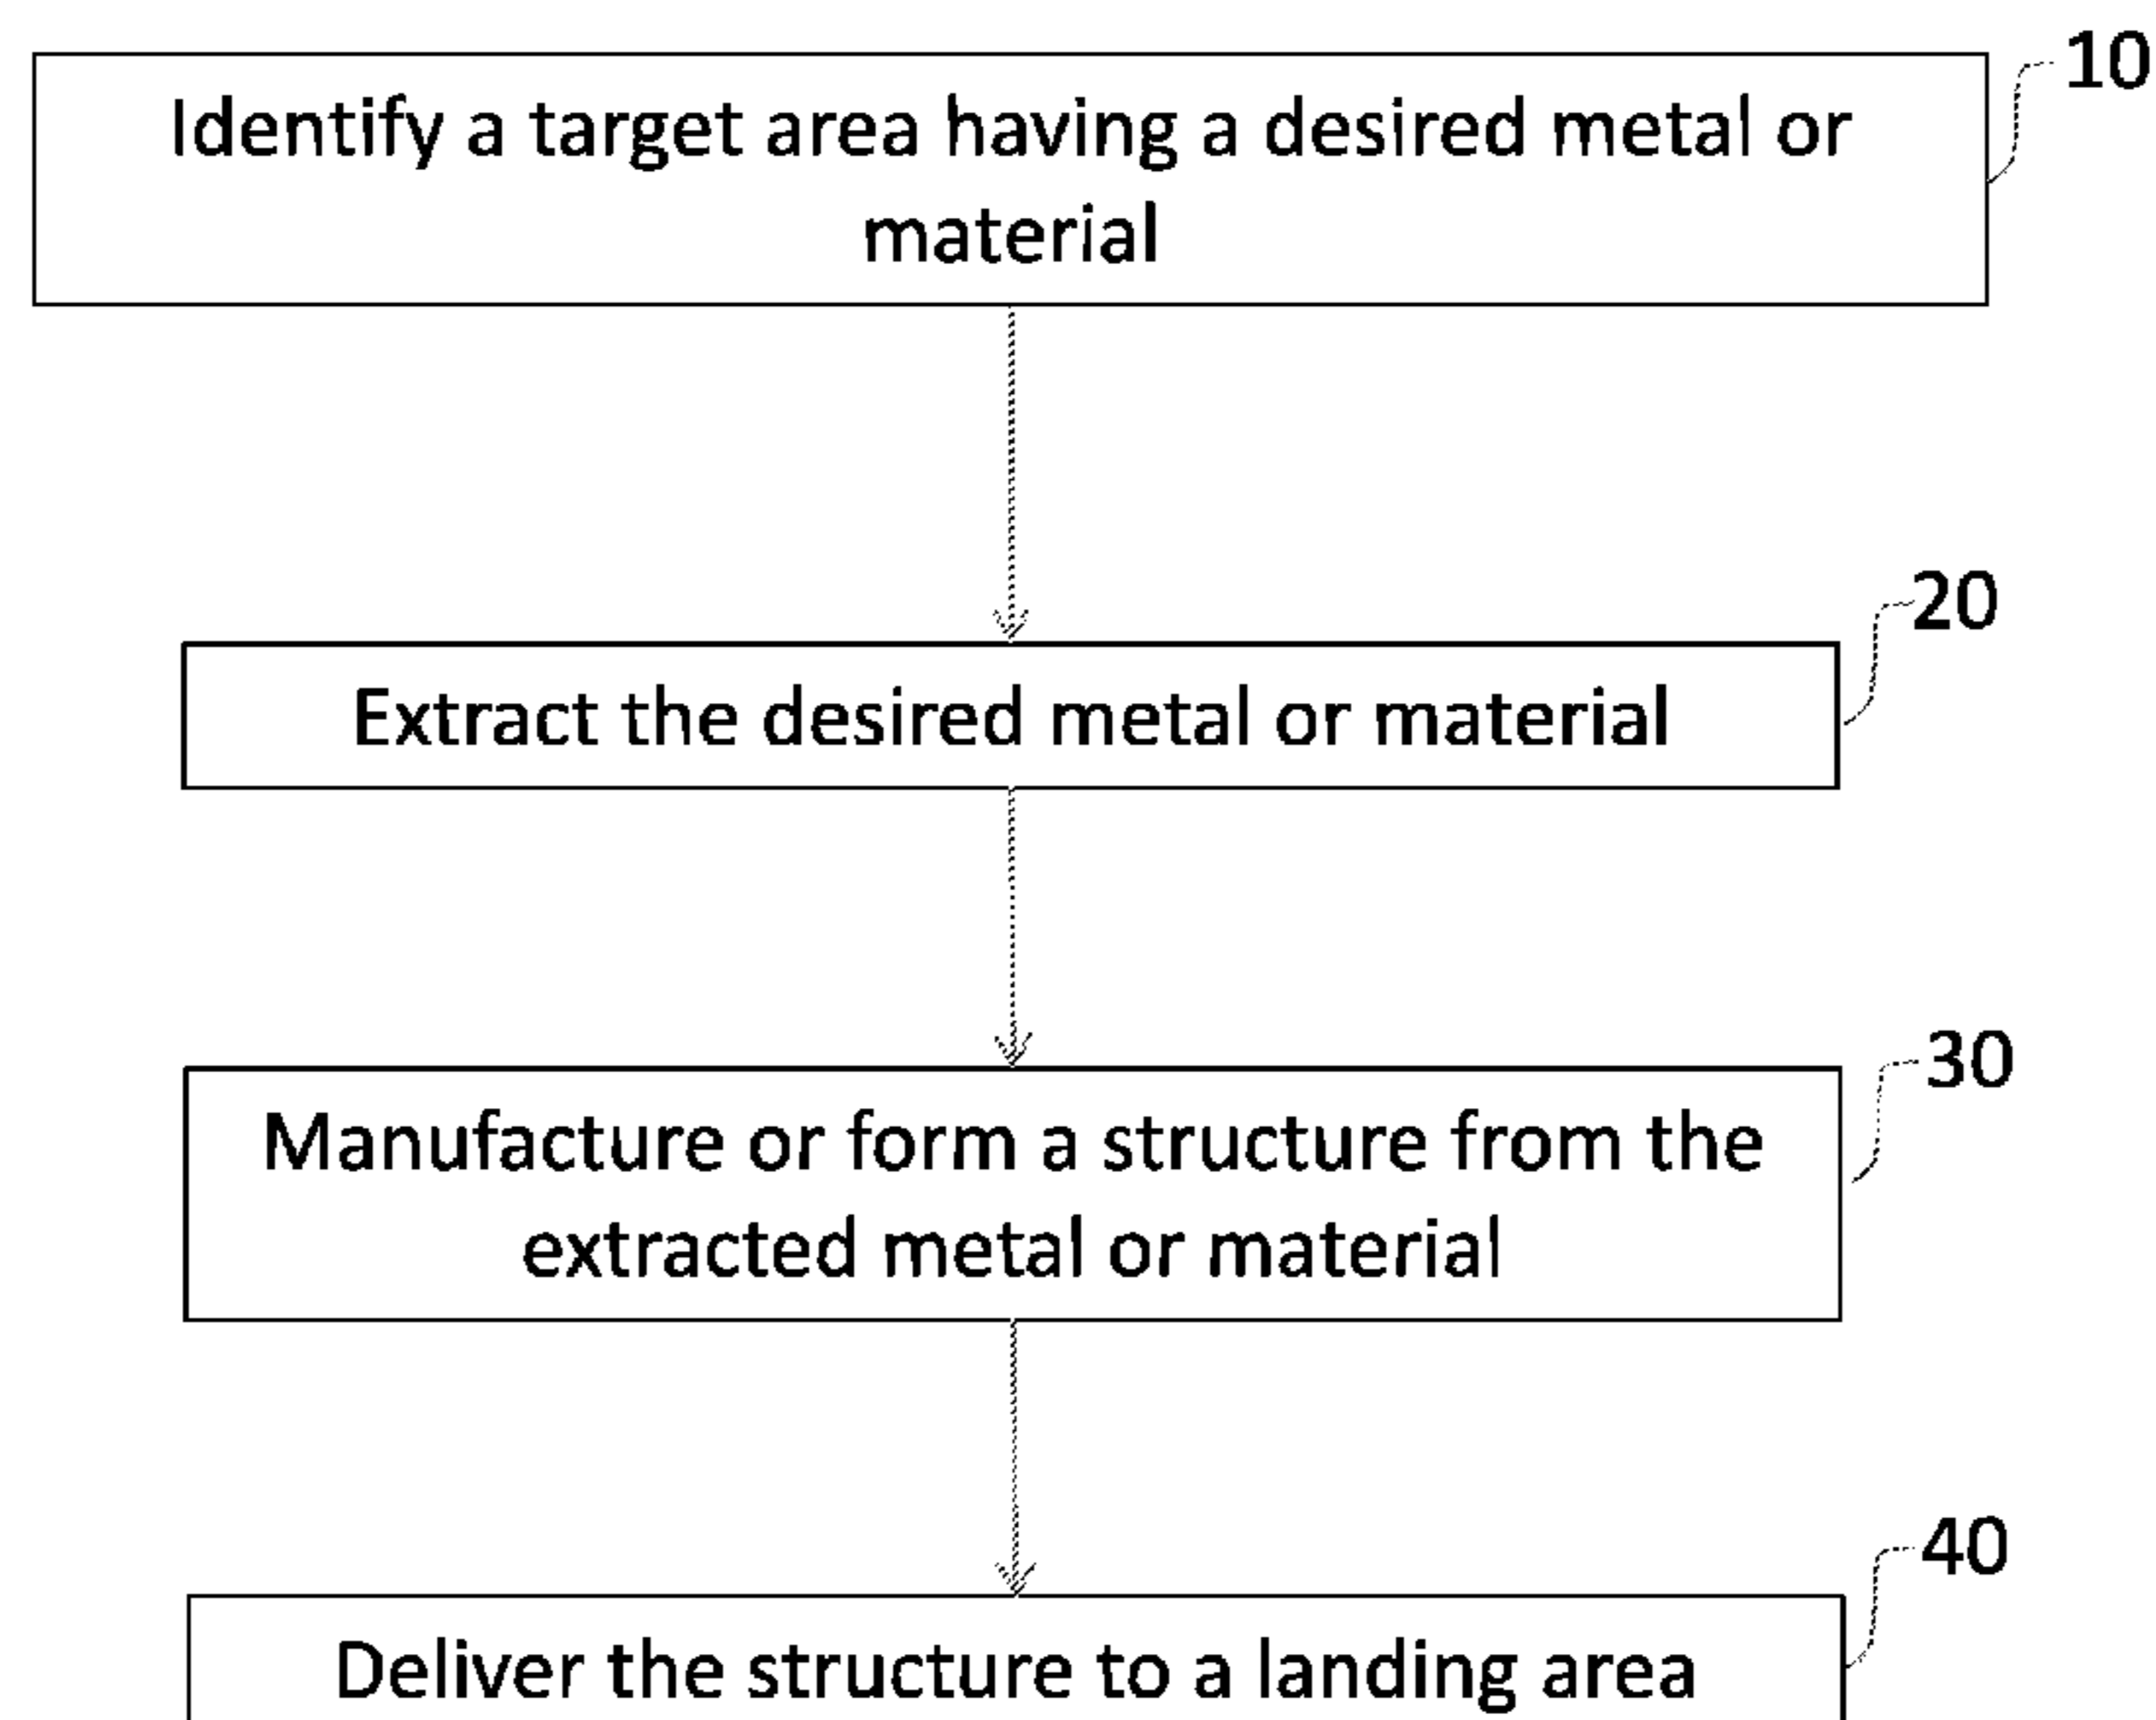 10
Identify a target area having a desired metal or
material
20
Extract the desired metal or material
30
Manufacture or form a structure from the
extracted metal or material
40
Deliver the structure to a landing area